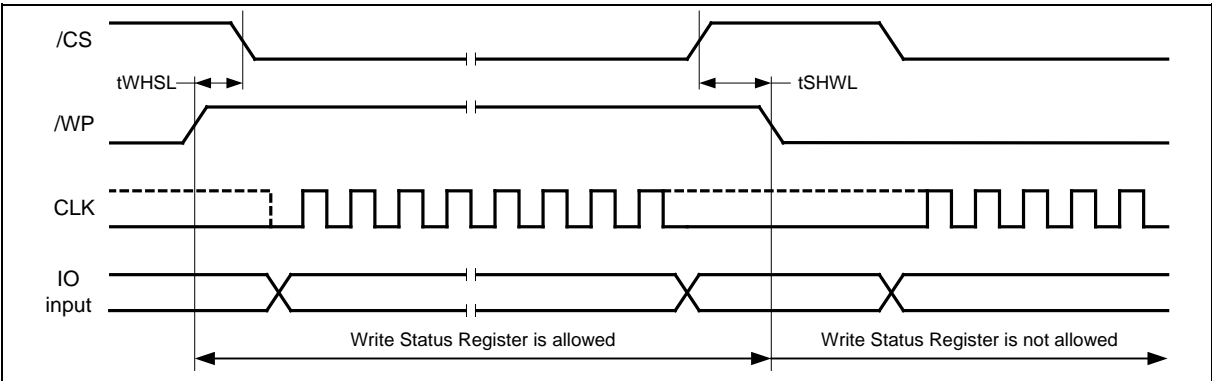 /CS
tWHSL
tSHWL
/WP
CLK
IO
input
Write Status Register is allowed
Write Status Register is not allowed